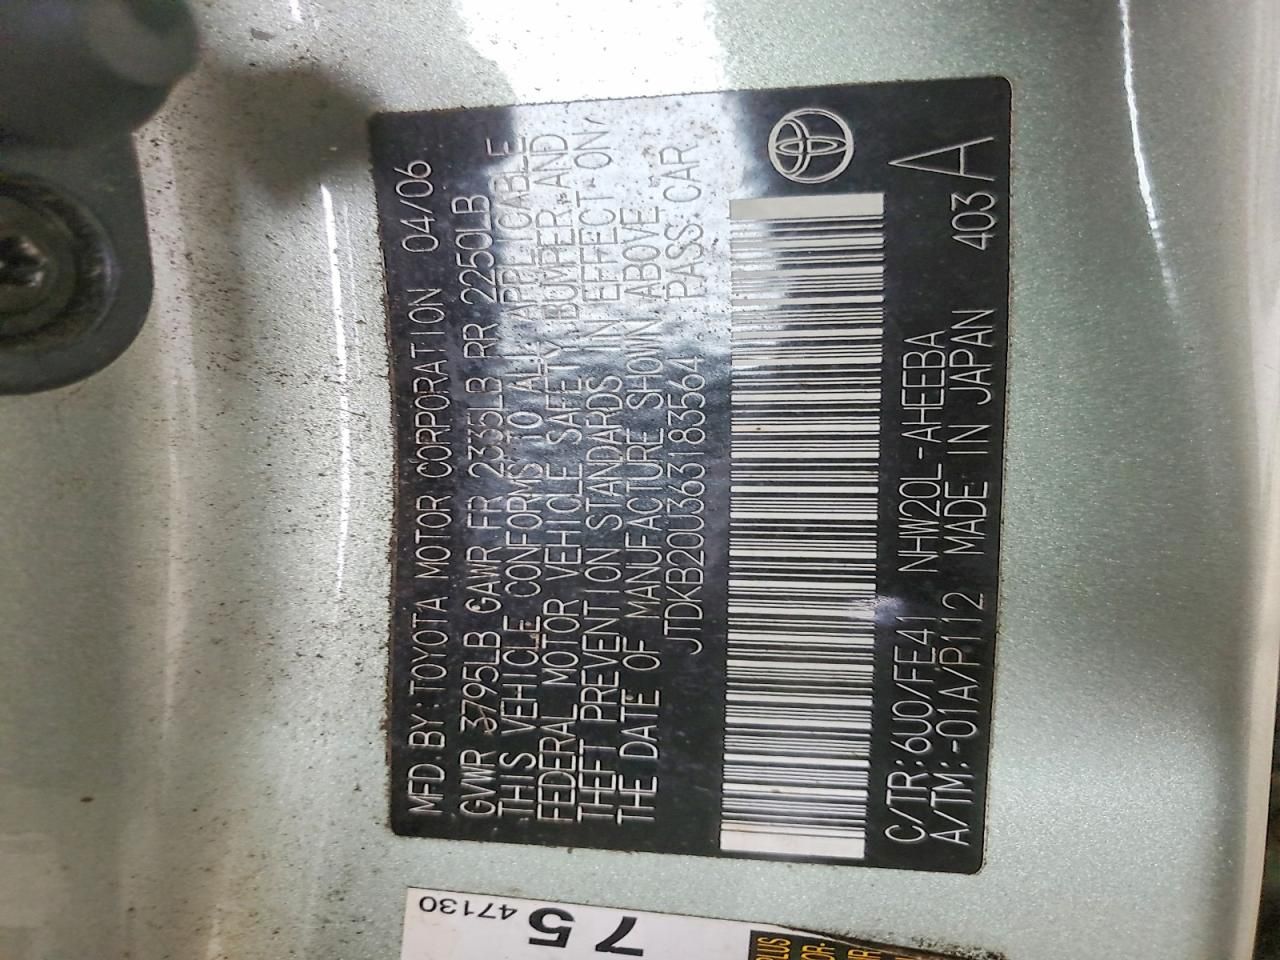 MFD.BY:TOYOTA MOTOR CORPORATION 04/06
GVWR 3795LB GAWR FR 2335LB RR 2250LB
THIS VEHICLE CONFORMS TO ALL APPLICABLE
FEDERAL MOTOR VEHICLE SAFETY, BUMPER, AND
THEFT PREVENTION STANDARDS IN EFFECT ON
THE DATE OF MANUFACTURE SHOWN ABOVE.
JTDKB20U363183564 PASS. CAR
C/TR:6U0/FE41 NHW20L-AHEEBA
A/TM:-01A/P112 MADE IN JAPAN 403 A
75
47130
PLUS